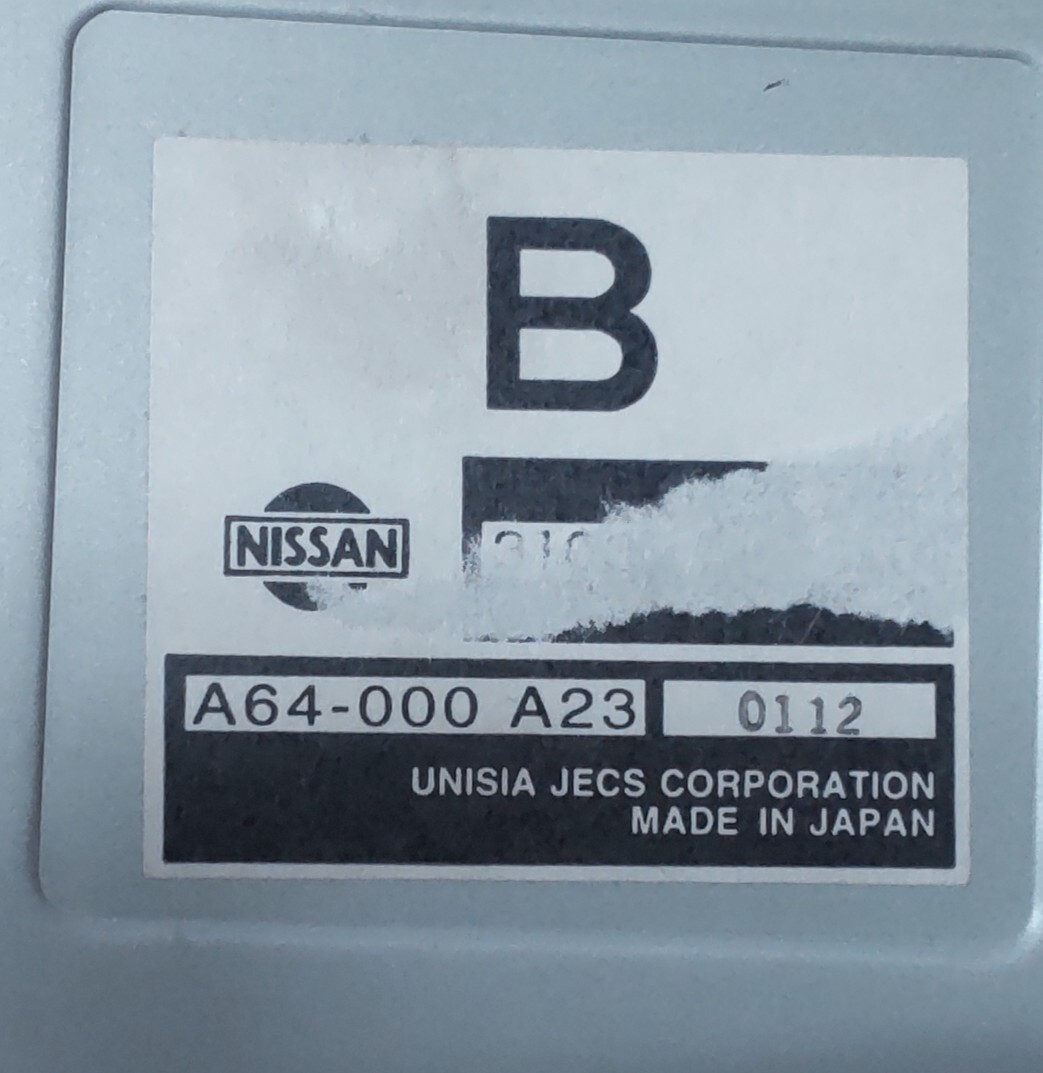 B
NISSAN
A64-000 A23 0112
UNISIA JECS CORPORATION
MADE IN JAPAN